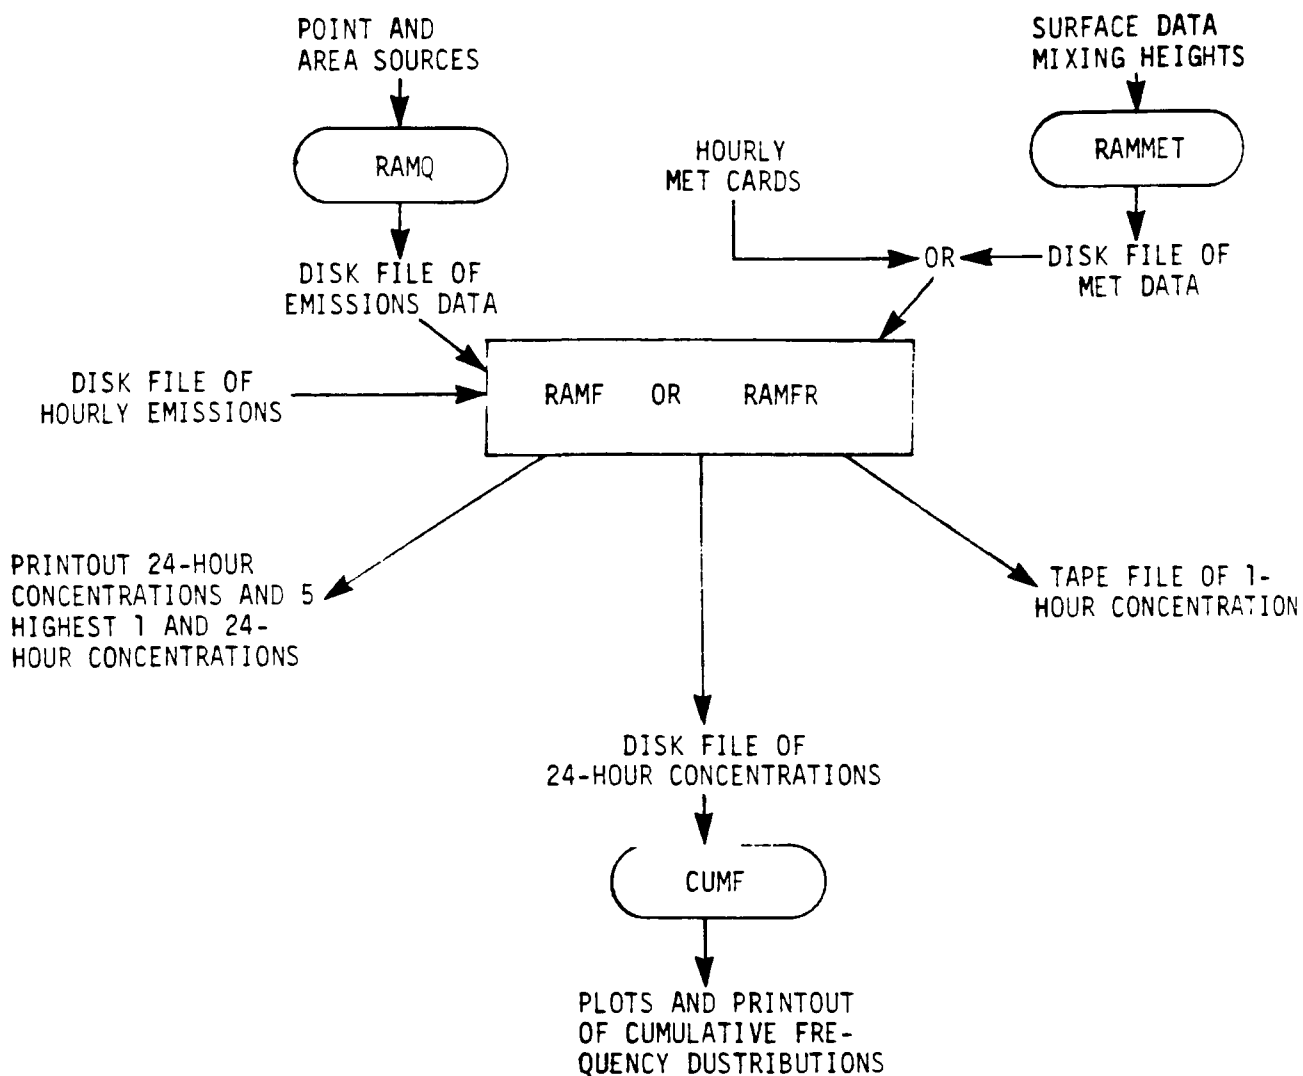 POINT AND
AREA SOURCES
SURFACE DATA
MIXING HEIGHTS
RAMQ
HOURLY
MET CARDS
RAMMET
DISK FILE OF
EMISSIONS DATA
OR
DISK FILE OF
MET DATA
DISK FILE OF
HOURLY EMISSIONS
RAMF OR RAMFR
PRINTOUT 24-HOUR
CONCENTRATIONS AND 5
HIGHEST 1 AND 24-
HOUR CONCENTRATIONS
TAPE FILE OF 1-
HOUR CONCENTRATION
DISK FILE OF
24-HOUR CONCENTRATIONS
CUMF
PLOTS AND PRINTOUT
OF CUMULATIVE FRE-
QUENCY DUSTRIBUTIONS